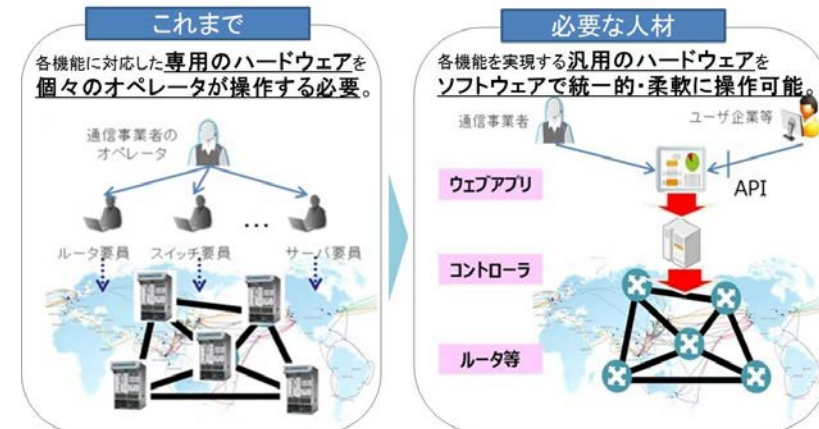 これまで
各機能に対応した専用のハードウェアを
個々のオペレータが操作する必要。
通信事業者の
オペレータ
...
ルータ要員 スイッチ要員 サーバ要員
必要な人材
各機能を実現する汎用のハードウェアを
ソフトウェアで統一的・柔軟に操作可能。
通信事業者
ユーザ企業等
ウェブアプリ
API
コントローラ
ルータ等